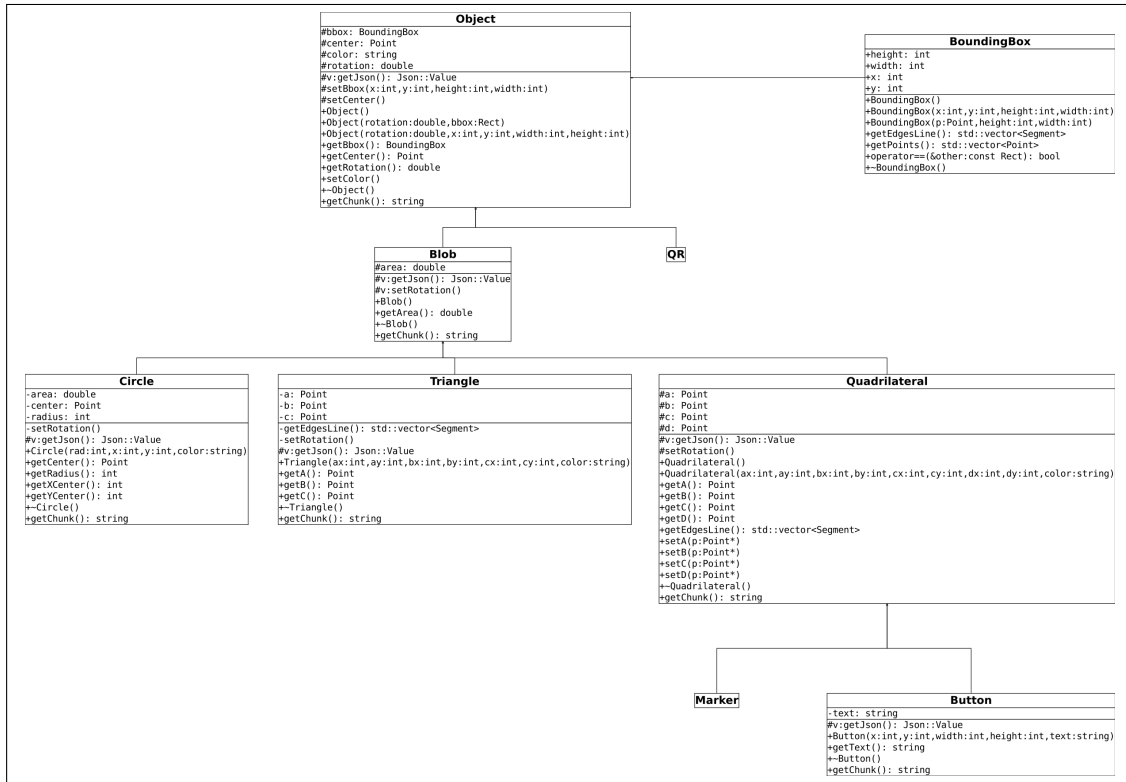 Object
#bbox: BoundingBox
#center: Point
#color: string
#rotation: double
#v:getJson(): Json::Value
#setBbox(x:int,y:int,height:int,width:int)
#setCenter()
+Object()
+Object(rotation:double,bbox:Rect)
+Object(rotation:double,x:int,y:int,width:int,height:int)
+getBbox(): BoundingBox
+getCenter(): Point
+getRotation(): double
+setColor()
+~Object()
+getChunk(): string
BoundingBox
+height: int
+width: int
+x: int
+y: int
+BoundingBox()
+BoundingBox(x:int,y:int,height:int,width:int)
+BoundingBox(p:Point,height:int,width:int)
+getEdgesLine(): std::vector<Segment>
+getPoints(): std::vector<Point>
+operator==(&other:const Rect): bool
+~BoundingBox()
Blob
#area: double
#v:getJson(): Json::Value
#v:setRotation()
+Blob()
+getArea(): double
+~Blob()
+getChunk(): string
QR
Circle
-area: double
-center: Point
-radius: int
-setRotation()
#v:getJson(): Json::Value
+Circle(rad:int,x:int,y:int,color:string)
+getCenter(): Point
+getRadius(): int
+getXCenter(): int
+getYCenter(): int
+~Circle()
+getChunk(): string
Triangle
-a: Point
-b: Point
-c: Point
-getEdgesLine(): std::vector<Segment>
-setRotation()
#v:getJson(): Json::Value
+Triangle(ax:int,ay:int,bx:int,by:int,cx:int,cy:int,color:string)
+getA(): Point
+getB(): Point
+getC(): Point
+~Triangle()
+getChunk(): string
Quadrilateral
#a: Point
#b: Point
#c: Point
#d: Point
#v:getJson(): Json::Value
#setRotation()
+Quadrilateral()
+Quadrilateral(ax:int,ay:int,bx:int,by:int,cx:int,cy:int,dx:int,dy:int,color:string)
+getA(): Point
+getB(): Point
+getC(): Point
+getD(): Point
+getEdgesLine(): std::vector<Segment>
+setA(p:Point*)
+setB(p:Point*)
+setC(p:Point*)
+setD(p:Point*)
+~Quadrilateral()
+getChunk(): string
Marker
Button
-text: string
#v:getJson(): Json::Value
+Button(x:int,y:int,width:int,height:int,text:string)
+getText(): string
+~Button()
+getChunk(): string